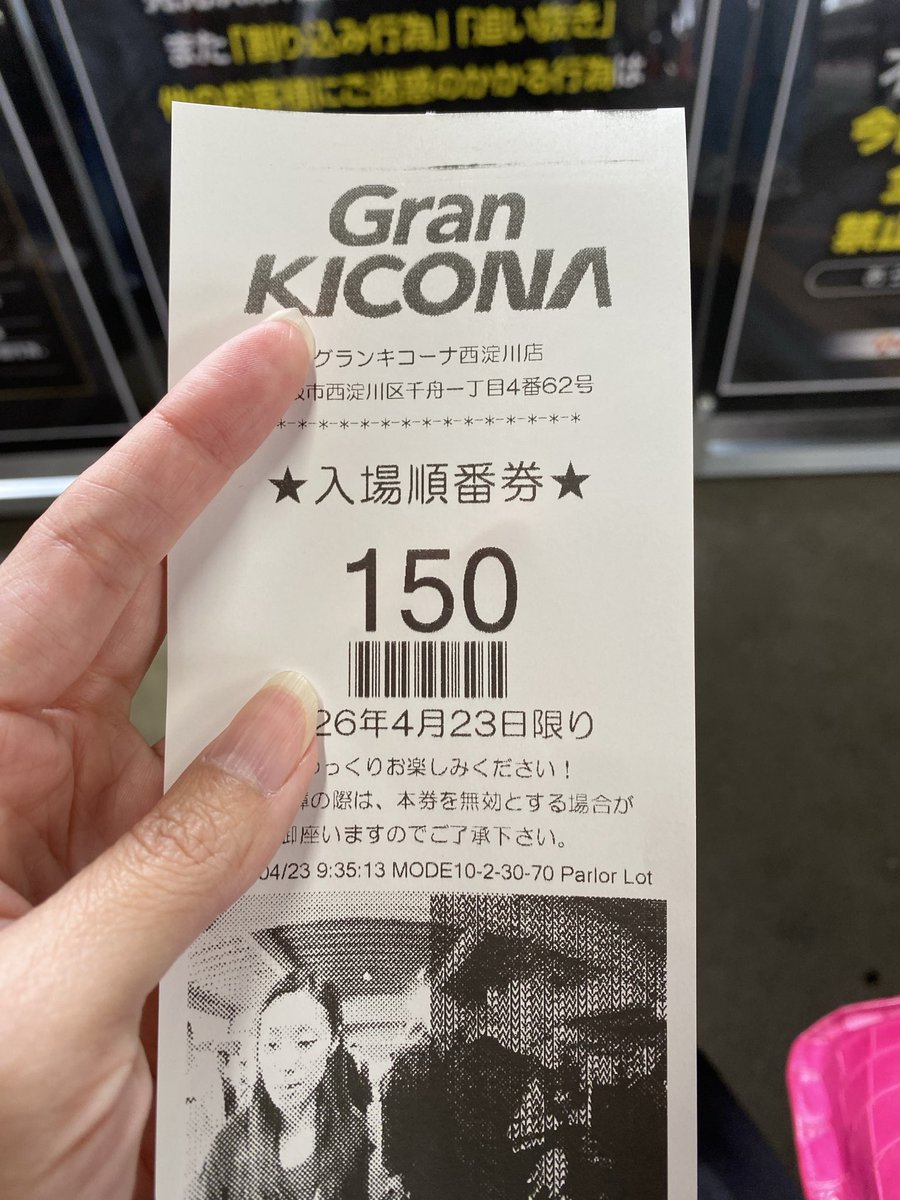 また「割り込み行為」「追い抜き」
他のお客様にご迷惑のかかる行為は
今
禁止
Gran
KICONA
グランキコーナ西淀川店
市西淀川区千舟一丁目4番62号
*-*-*-*-*-*-*-*-*-*-*-*-*-*-*
★入場順番券★
150
26年4月23日限り
っくりお楽しみください！
の際は、本券を無効とする場合が
御座いますのでご了承下さい。
04/23 9:35:13 MODE10-2-30-70 Parlor Lot